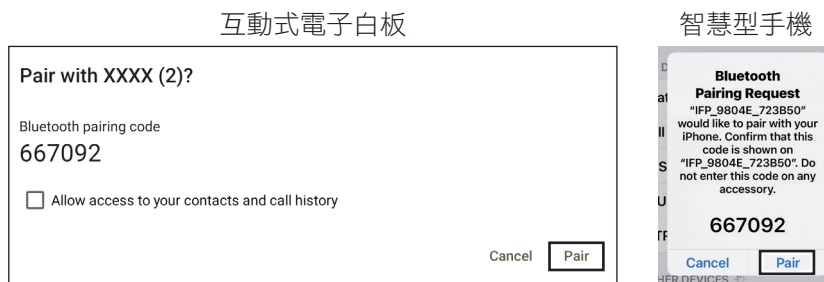 互動式電子白板
Pair with XXXX (2)?
Bluetooth pairing code
667092
Allow access to your contacts and call history
Cancel Pair
智慧型手機
Bluetooth
Pairing Request
"IFP_9804E_723B50"
would like to pair with your
iPhone. Confirm that this
code is shown on
"IFP_9804E_723B50". Do
not enter this code on any
accessory.
667092
Cancel Pair